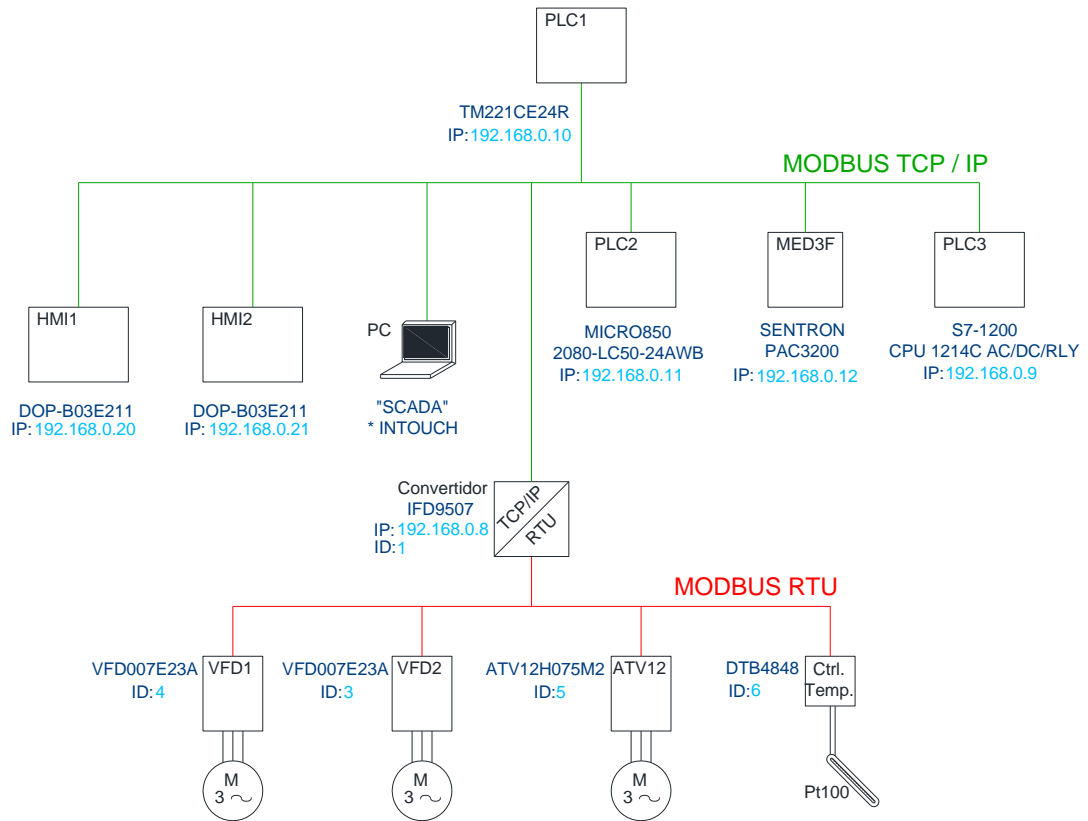 PLC1
TM221CE24R
IP: 192.168.0.10
MODBUS TCP / IP
HMI1
DOP-B03E211
IP: 192.168.0.20
HMI2
DOP-B03E211
IP: 192.168.0.21
PC
"SCADA"
* INTOUCH
PLC2
MICRO850
2080-LC50-24AWB
IP: 192.168.0.11
MED3F
SENTRON
PAC3200
IP: 192.168.0.12
PLC3
S7-1200
CPU 1214C AC/DC/RLY
IP: 192.168.0.9
Convertidor
IFD9507
IP: 192.168.0.8
ID: 1
TCP/IP
RTU
MODBUS RTU
VFD007E23A
ID: 4
VFD1
M
3 ~
VFD007E23A
ID: 3
VFD2
M
3 ~
ATV12H075M2
ID: 5
ATV12
M
3 ~
DTB4848
ID: 6
Ctrl.
Temp.
Pt100